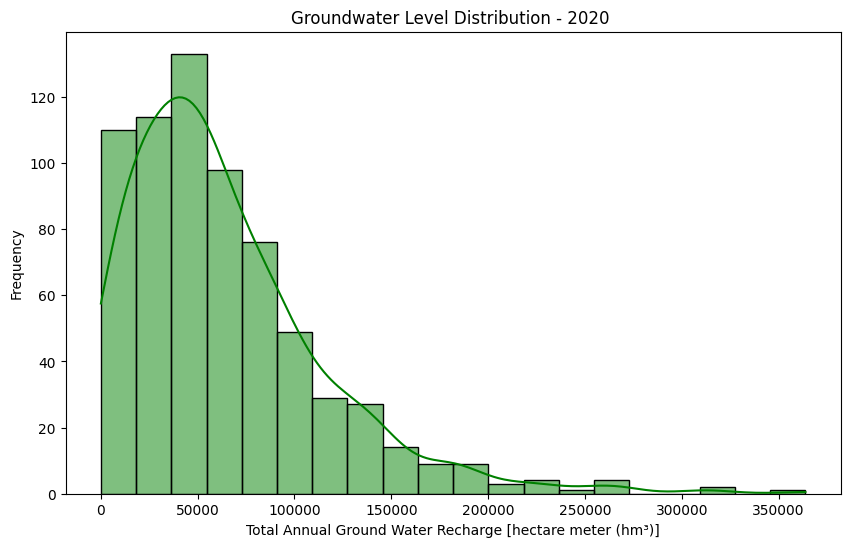 Groundwater Level Distribution - 2020
120
100
80
60
40
20
0
Frequency
0 50000 100000 150000 200000 250000 300000 350000
Total Annual Ground Water Recharge [hectare meter (hm³)]